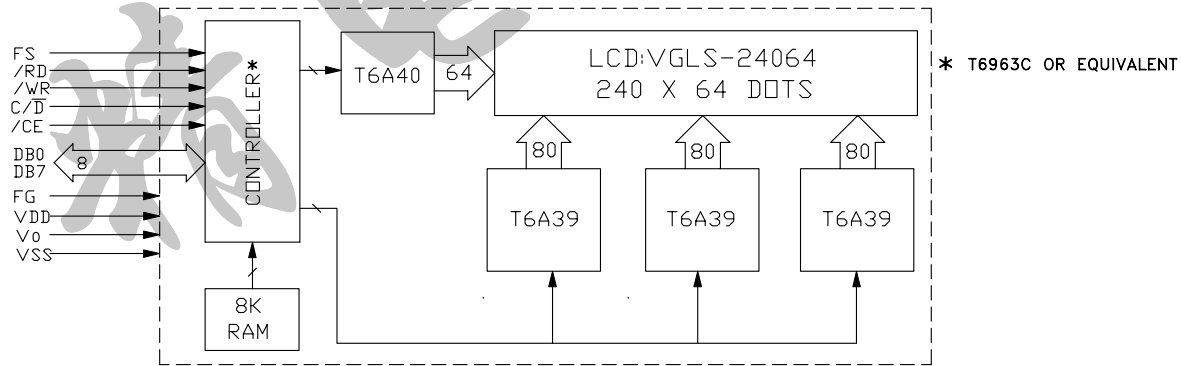 FS
/RD
/WR
C/D̅
/CE
DB0
DB7
8
FG
VDD
Vo
VSS
CONTROLLER*
8K
RAM
T6A40
64
LCD:VGLS-24064
240 X 64 DOTS
80
80
80
T6A39
T6A39
T6A39
* T6963C OR EQUIVALENT